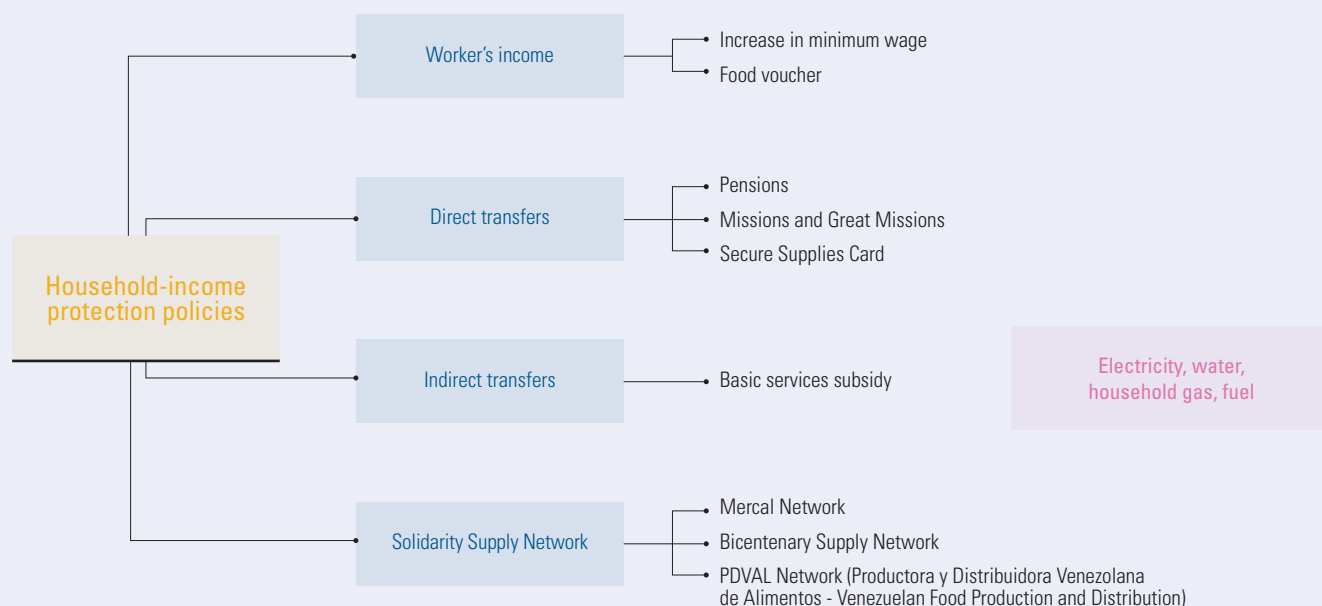 Household-income
protection policies
Worker's income
Increase in minimum wage
Food voucher
Direct transfers
Pensions
Missions and Great Missions
Secure Supplies Card
Indirect transfers
Basic services subsidy
Electricity, water,
household gas, fuel
Solidarity Supply Network
Mercal Network
Bicentenary Supply Network
PDVAL Network (Productora y Distribuidora Venezolana
de Alimentos - Venezuelan Food Production and Distribution)